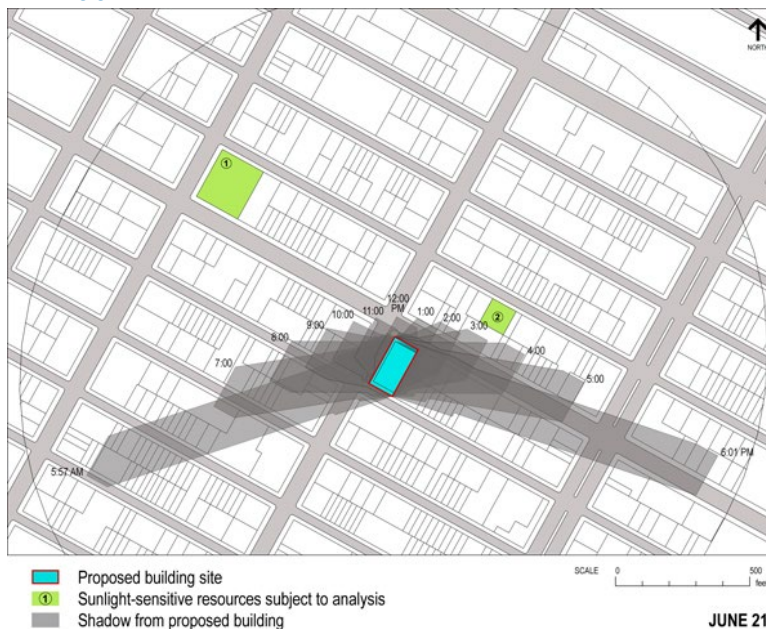 NORTH
①
12:00
PM
11:00
1:00
10:00
2:00
9:00
3:00
②
8:00
4:00
7:00
5:00
6:01 PM
5:57 AM
Proposed building site
① Sunlight-sensitive resources subject to analysis
Shadow from proposed building
SCALE 0 500
feet
JUNE 21